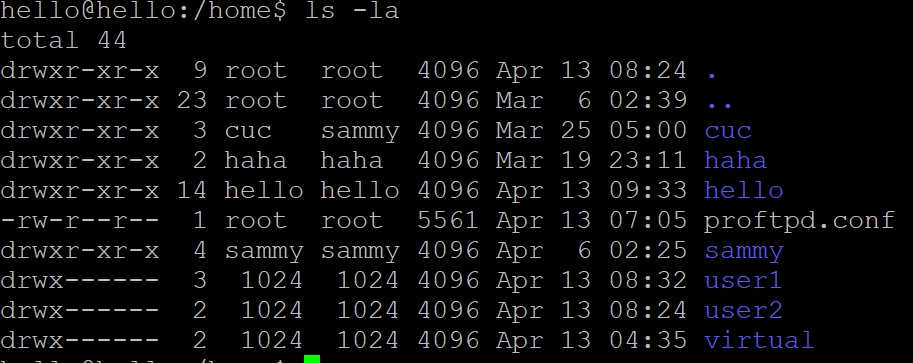 hello@hello:/home$ ls -la
total 44
drwxr-xr-x  9 root  root  4096 Apr 13 08:24 .
drwxr-xr-x 23 root  root  4096 Mar  6 02:39 ..
drwxr-xr-x  3 cuc   sammy 4096 Mar 25 05:00 cuc
drwxr-xr-x  2 haha  haha  4096 Mar 19 23:11 haha
drwxr-xr-x 14 hello hello 4096 Apr 13 09:33 hello
-rw-r--r--  1 root  root  5561 Apr 13 07:05 proftpd.conf
drwxr-xr-x  4 sammy sammy 4096 Apr  6 02:25 sammy
drwx------  3  1024  1024 4096 Apr 13 08:32 user1
drwx------  2  1024  1024 4096 Apr 13 08:24 user2
drwx------  2  1024  1024 4096 Apr 13 04:35 virtual
hello@hello:/home$